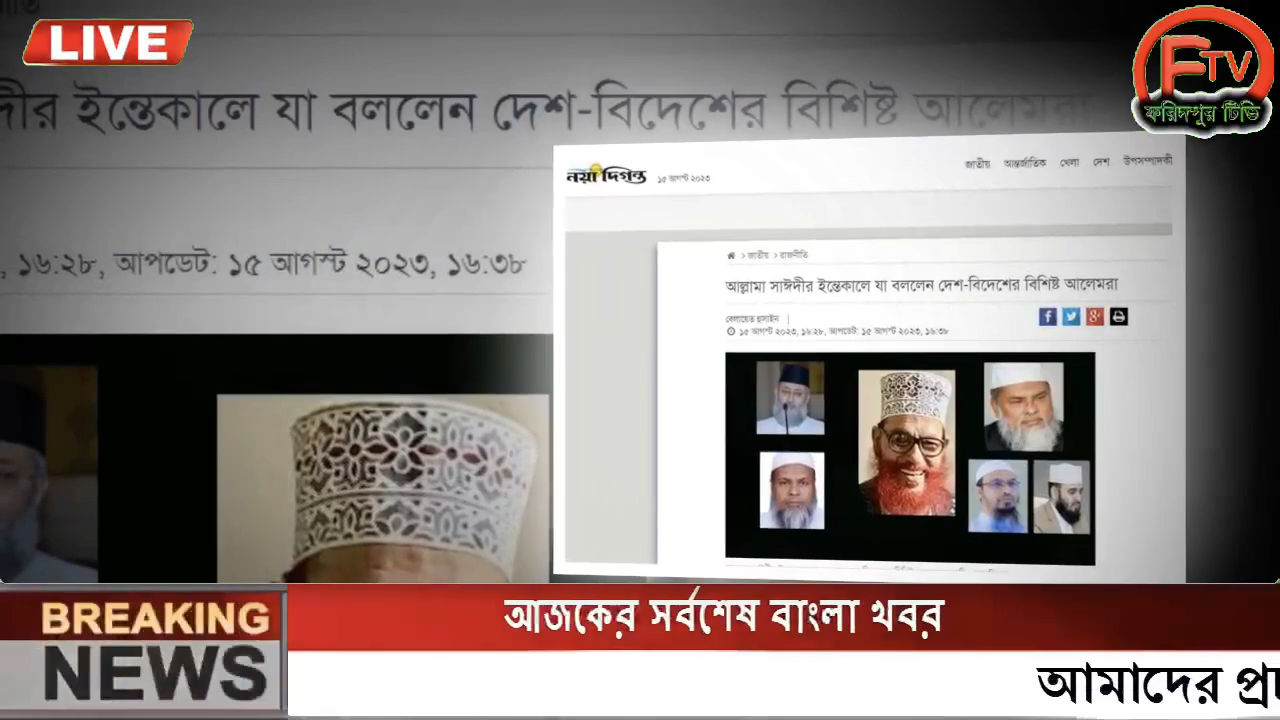 LIVE
FTV
ফরিদপুর টিভি
দীর ইন্তেকালে যা বললেন দেশ-বিদেশের বিশিষ্ট আলেমরা
, ১৬:২৮, আপডেট: ১৫ আগস্ট ২০২৩, ১৬:৩৮
নয়া দিগন্ত ১৫ আগস্ট ২০২৩
জাতীয় আন্তর্জাতিক খেলা দেশ উপসম্পাদকী
> জাতীয় > রাজনীতি
আল্লামা সাঈদীর ইন্তেকালে যা বললেন দেশ-বিদেশের বিশিষ্ট আলেমরা
বেলায়েত হুসাইন |
১৫ আগস্ট ২০২৩, ১৬:২৮, আপডেট: ১৫ আগস্ট ২০২৩, ১৬:৩৮
BREAKING
NEWS
আজকের সর্বশেষ বাংলা খবর
আমাদের